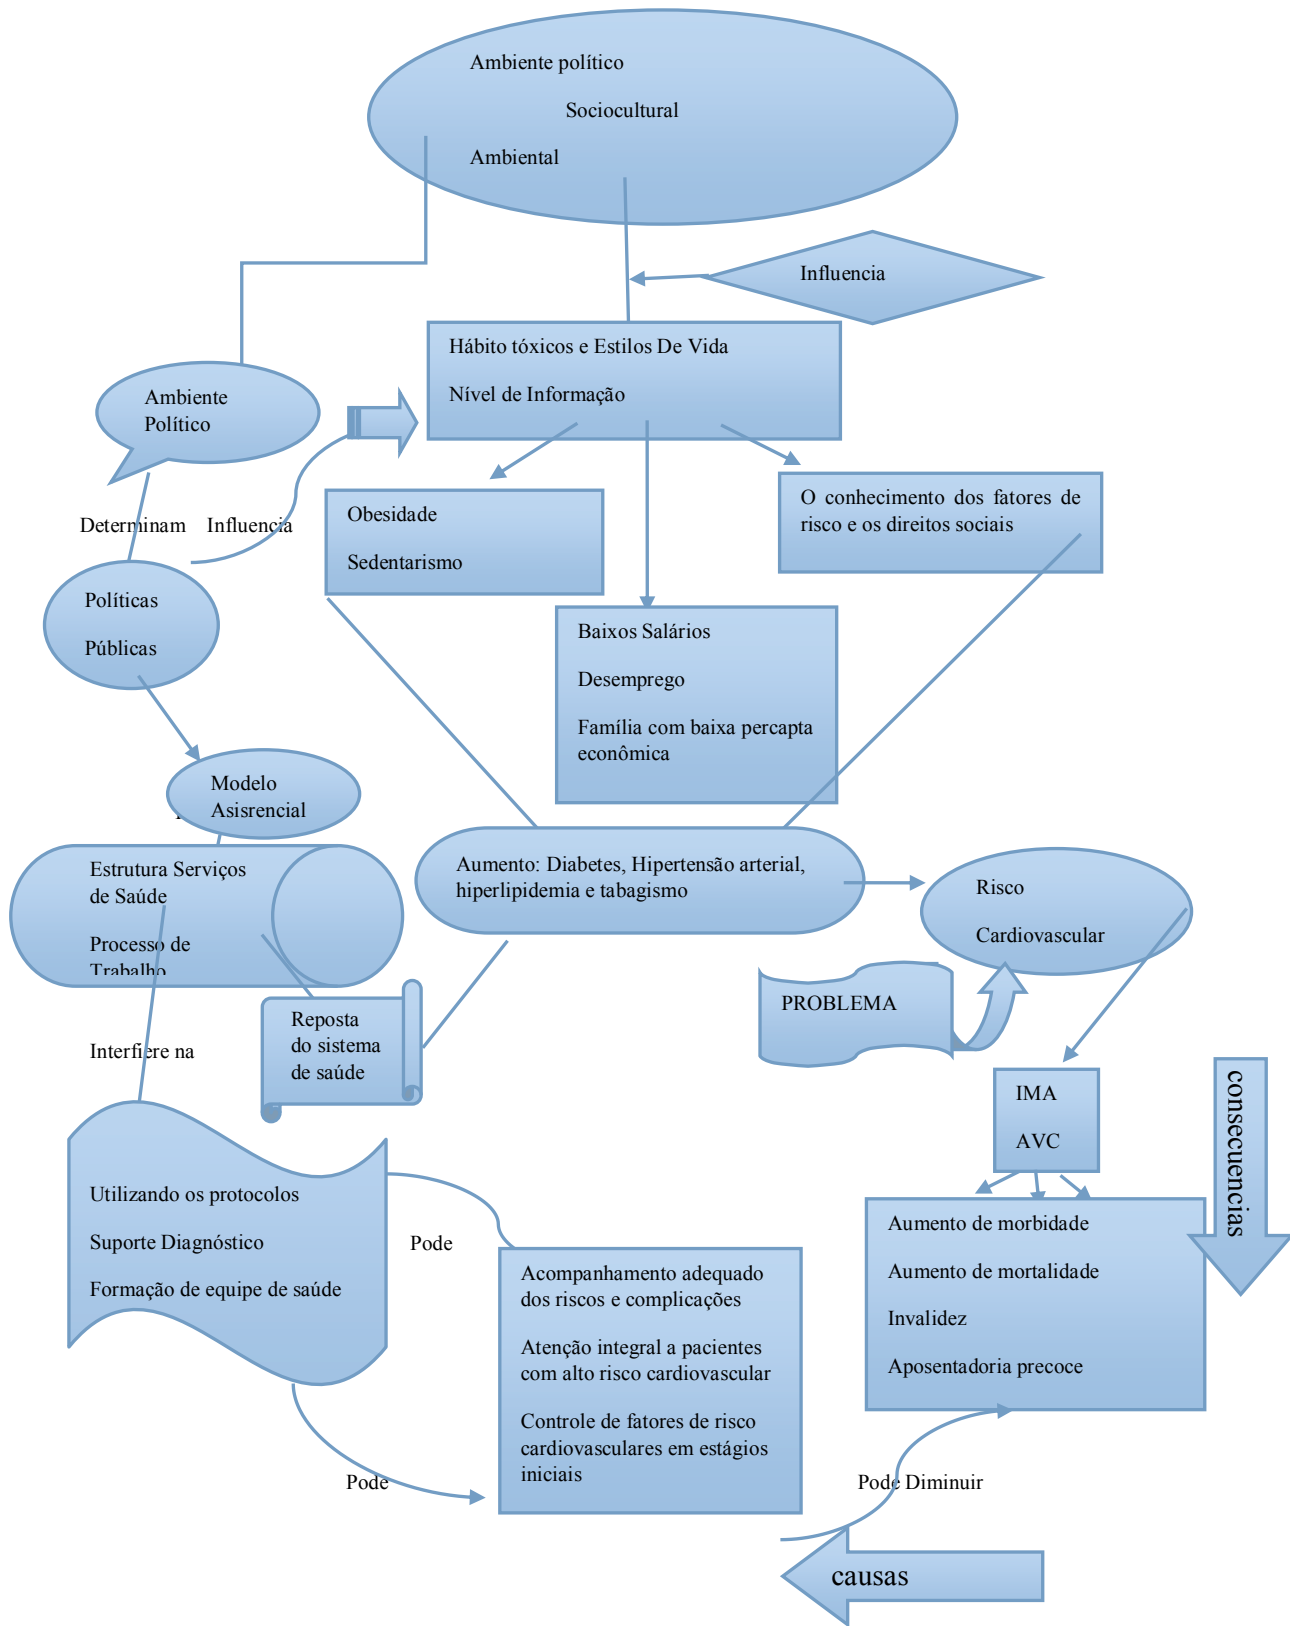 Ambiente político
Sociocultural
Ambiental
Influencia
Hábito tóxicos e Estilos De Vida
Nível de Informação
Ambiente
Político
Determinam
Influencia
Obesidade
Sedentarismo
O conhecimento dos fatores de
risco e os direitos sociais
Políticas
Públicas
Baixos Salários
Desemprego
Família com baixa percapta
econômica
Modelo
Asisrencial
Estrutura Serviços
de Saúde
Processo de
Trabalho
Aumento: Diabetes, Hipertensão arterial,
hiperlipidemia e tabagismo
Risco
Cardiovascular
PROBLEMA
Reposta
do sistema
de saúde
Interfiere na
IMA
AVC
consecuencias
Utilizando os protocolos
Suporte Diagnóstico
Formação de equipe de saúde
Pode
Acompanhamento adequado
dos riscos e complicações
Atenção integral a pacientes
com alto risco cardiovascular
Controle de fatores de risco
cardiovasculares em estágios
iniciais
Aumento de morbidade
Aumento de mortalidade
Invalidez
Aposentadoria precoce
Pode
Pode Diminuir
causas